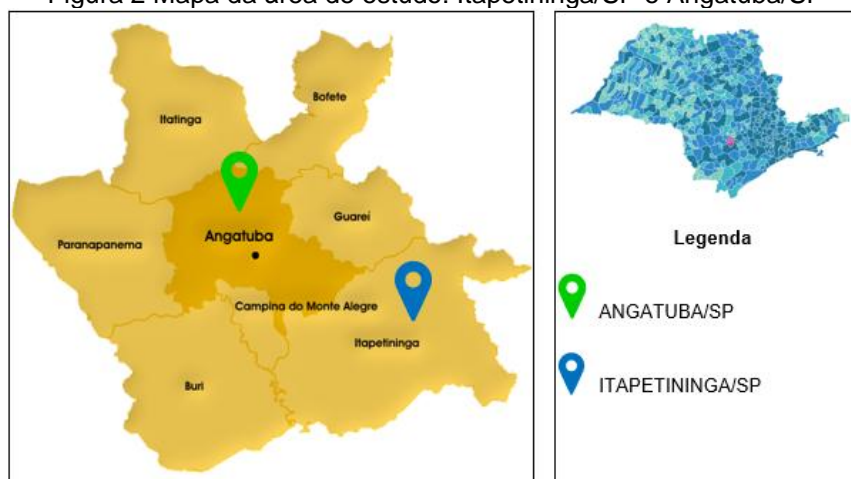 Figura 2 Mapa da área de estudo: Itapetininga/SP e Angatuba/SP
Bofete
Itatinga
Guareí
Paranapanema
Angatuba
Campina do Monte Alegre
Itapetininga
Buri
Legenda
ANGATUBA/SP
ITAPETININGA/SP